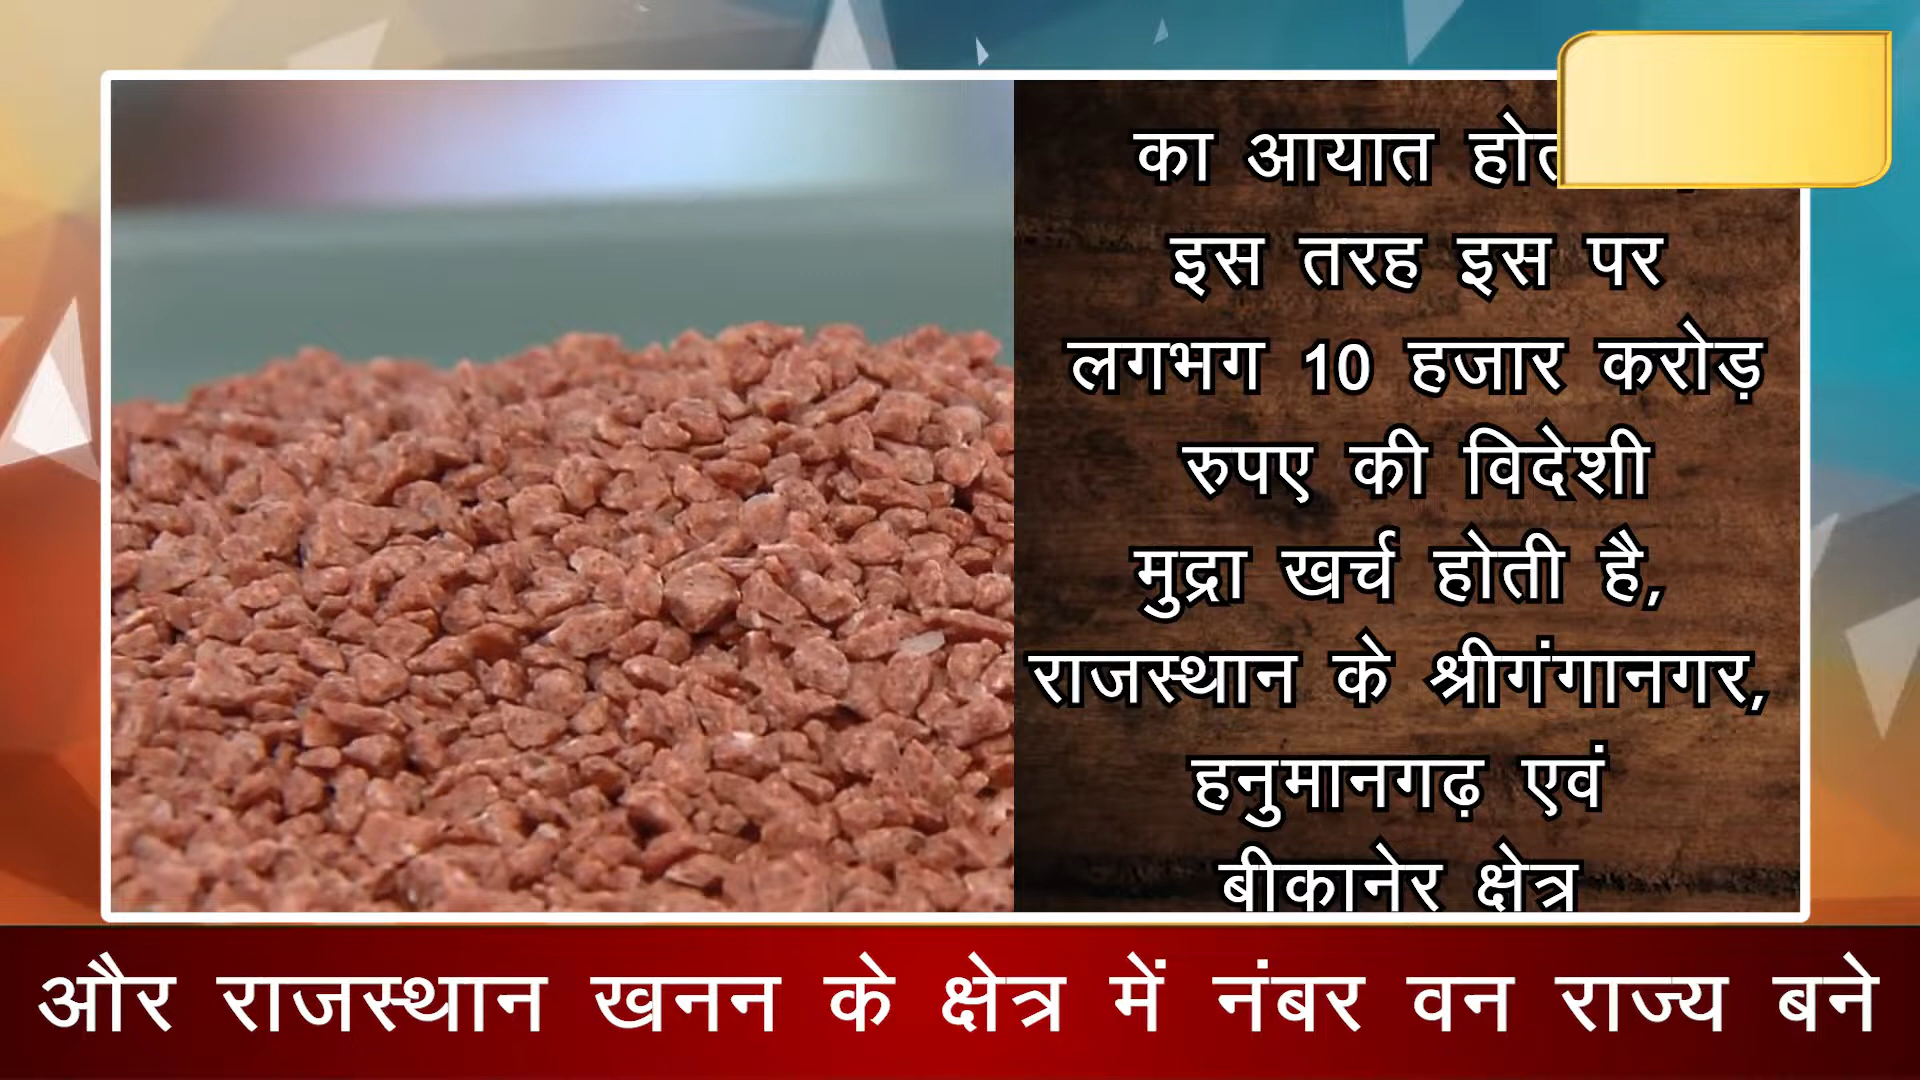 का आयात
इस तरह इस पर
लगभग 10 हजार करोड़
रुपए की विदेशी
मुद्रा खर्च होती है,
राजस्थान के श्रीगंगानगर,
हनुमानगढ़ एवं
बीकानेर क्षेत्र
और राजस्थान खनन के क्षेत्र में नंबर वन राज्य बने